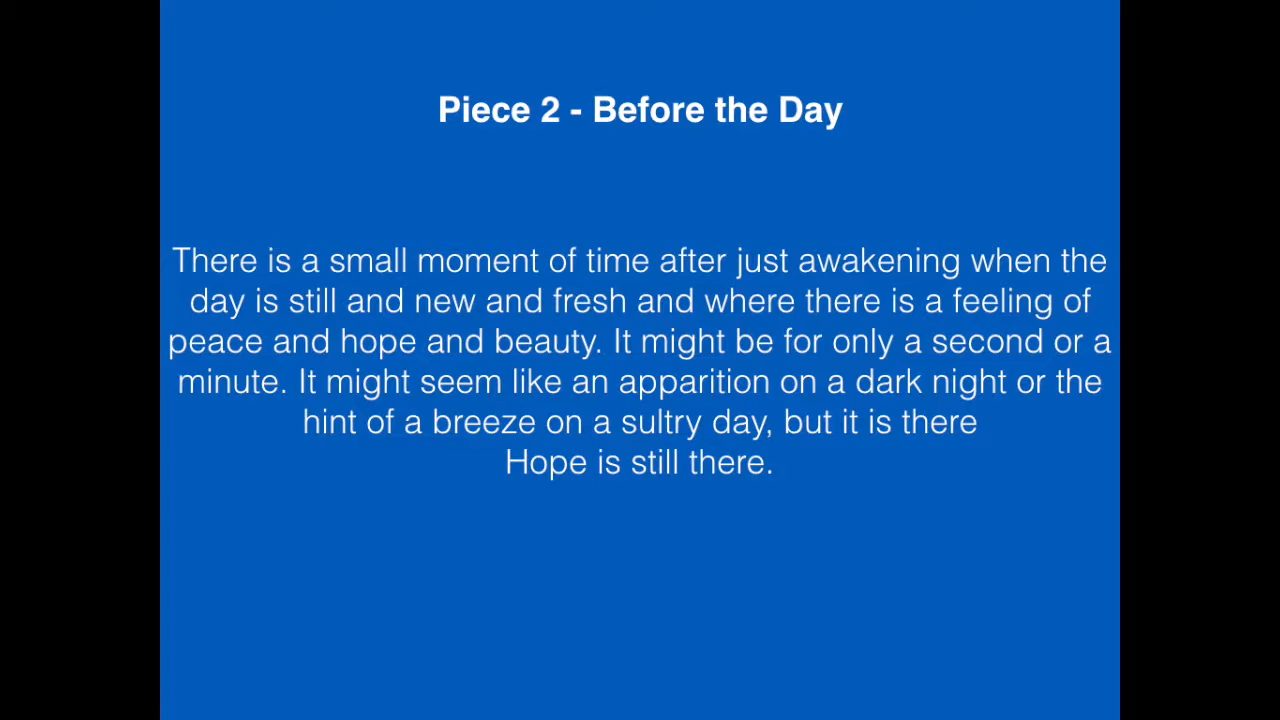 Piece 2 - Before the Day
There is a small moment of time after just awakening when the
day is still and new and fresh and where there is a feeling of
peace and hope and beauty. It might be for only a second or a
minute. It might seem like an apparition on a dark night or the
hint of a breeze on a sultry day, but it is there
Hope is still there.